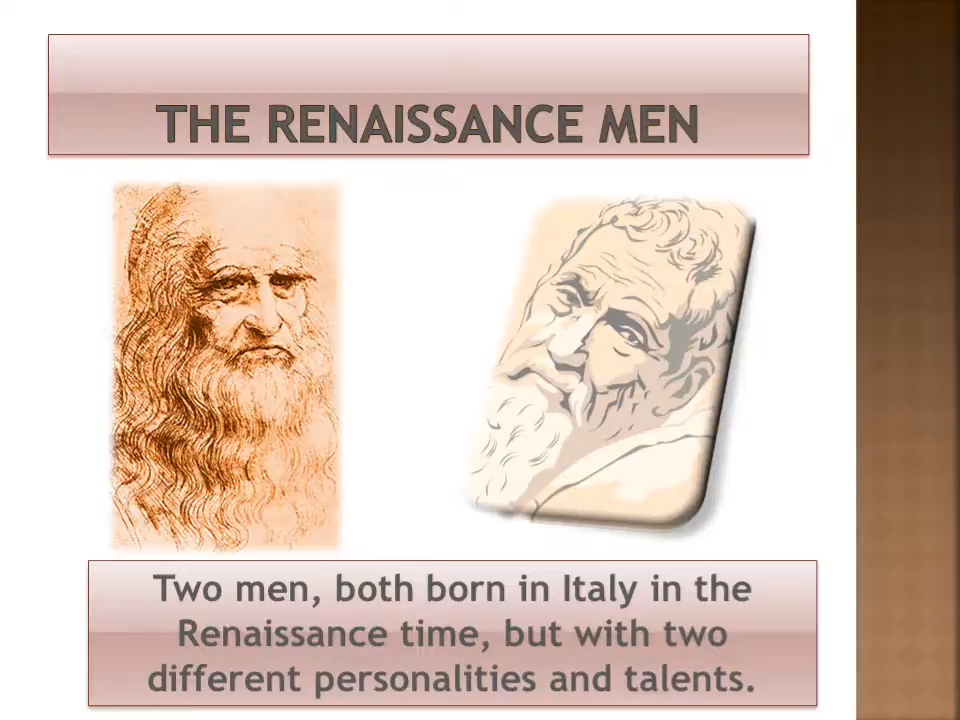 THE RENAISSANCE MEN
Two men, both born in Italy in the
Renaissance time, but with two
different personalities and talents.